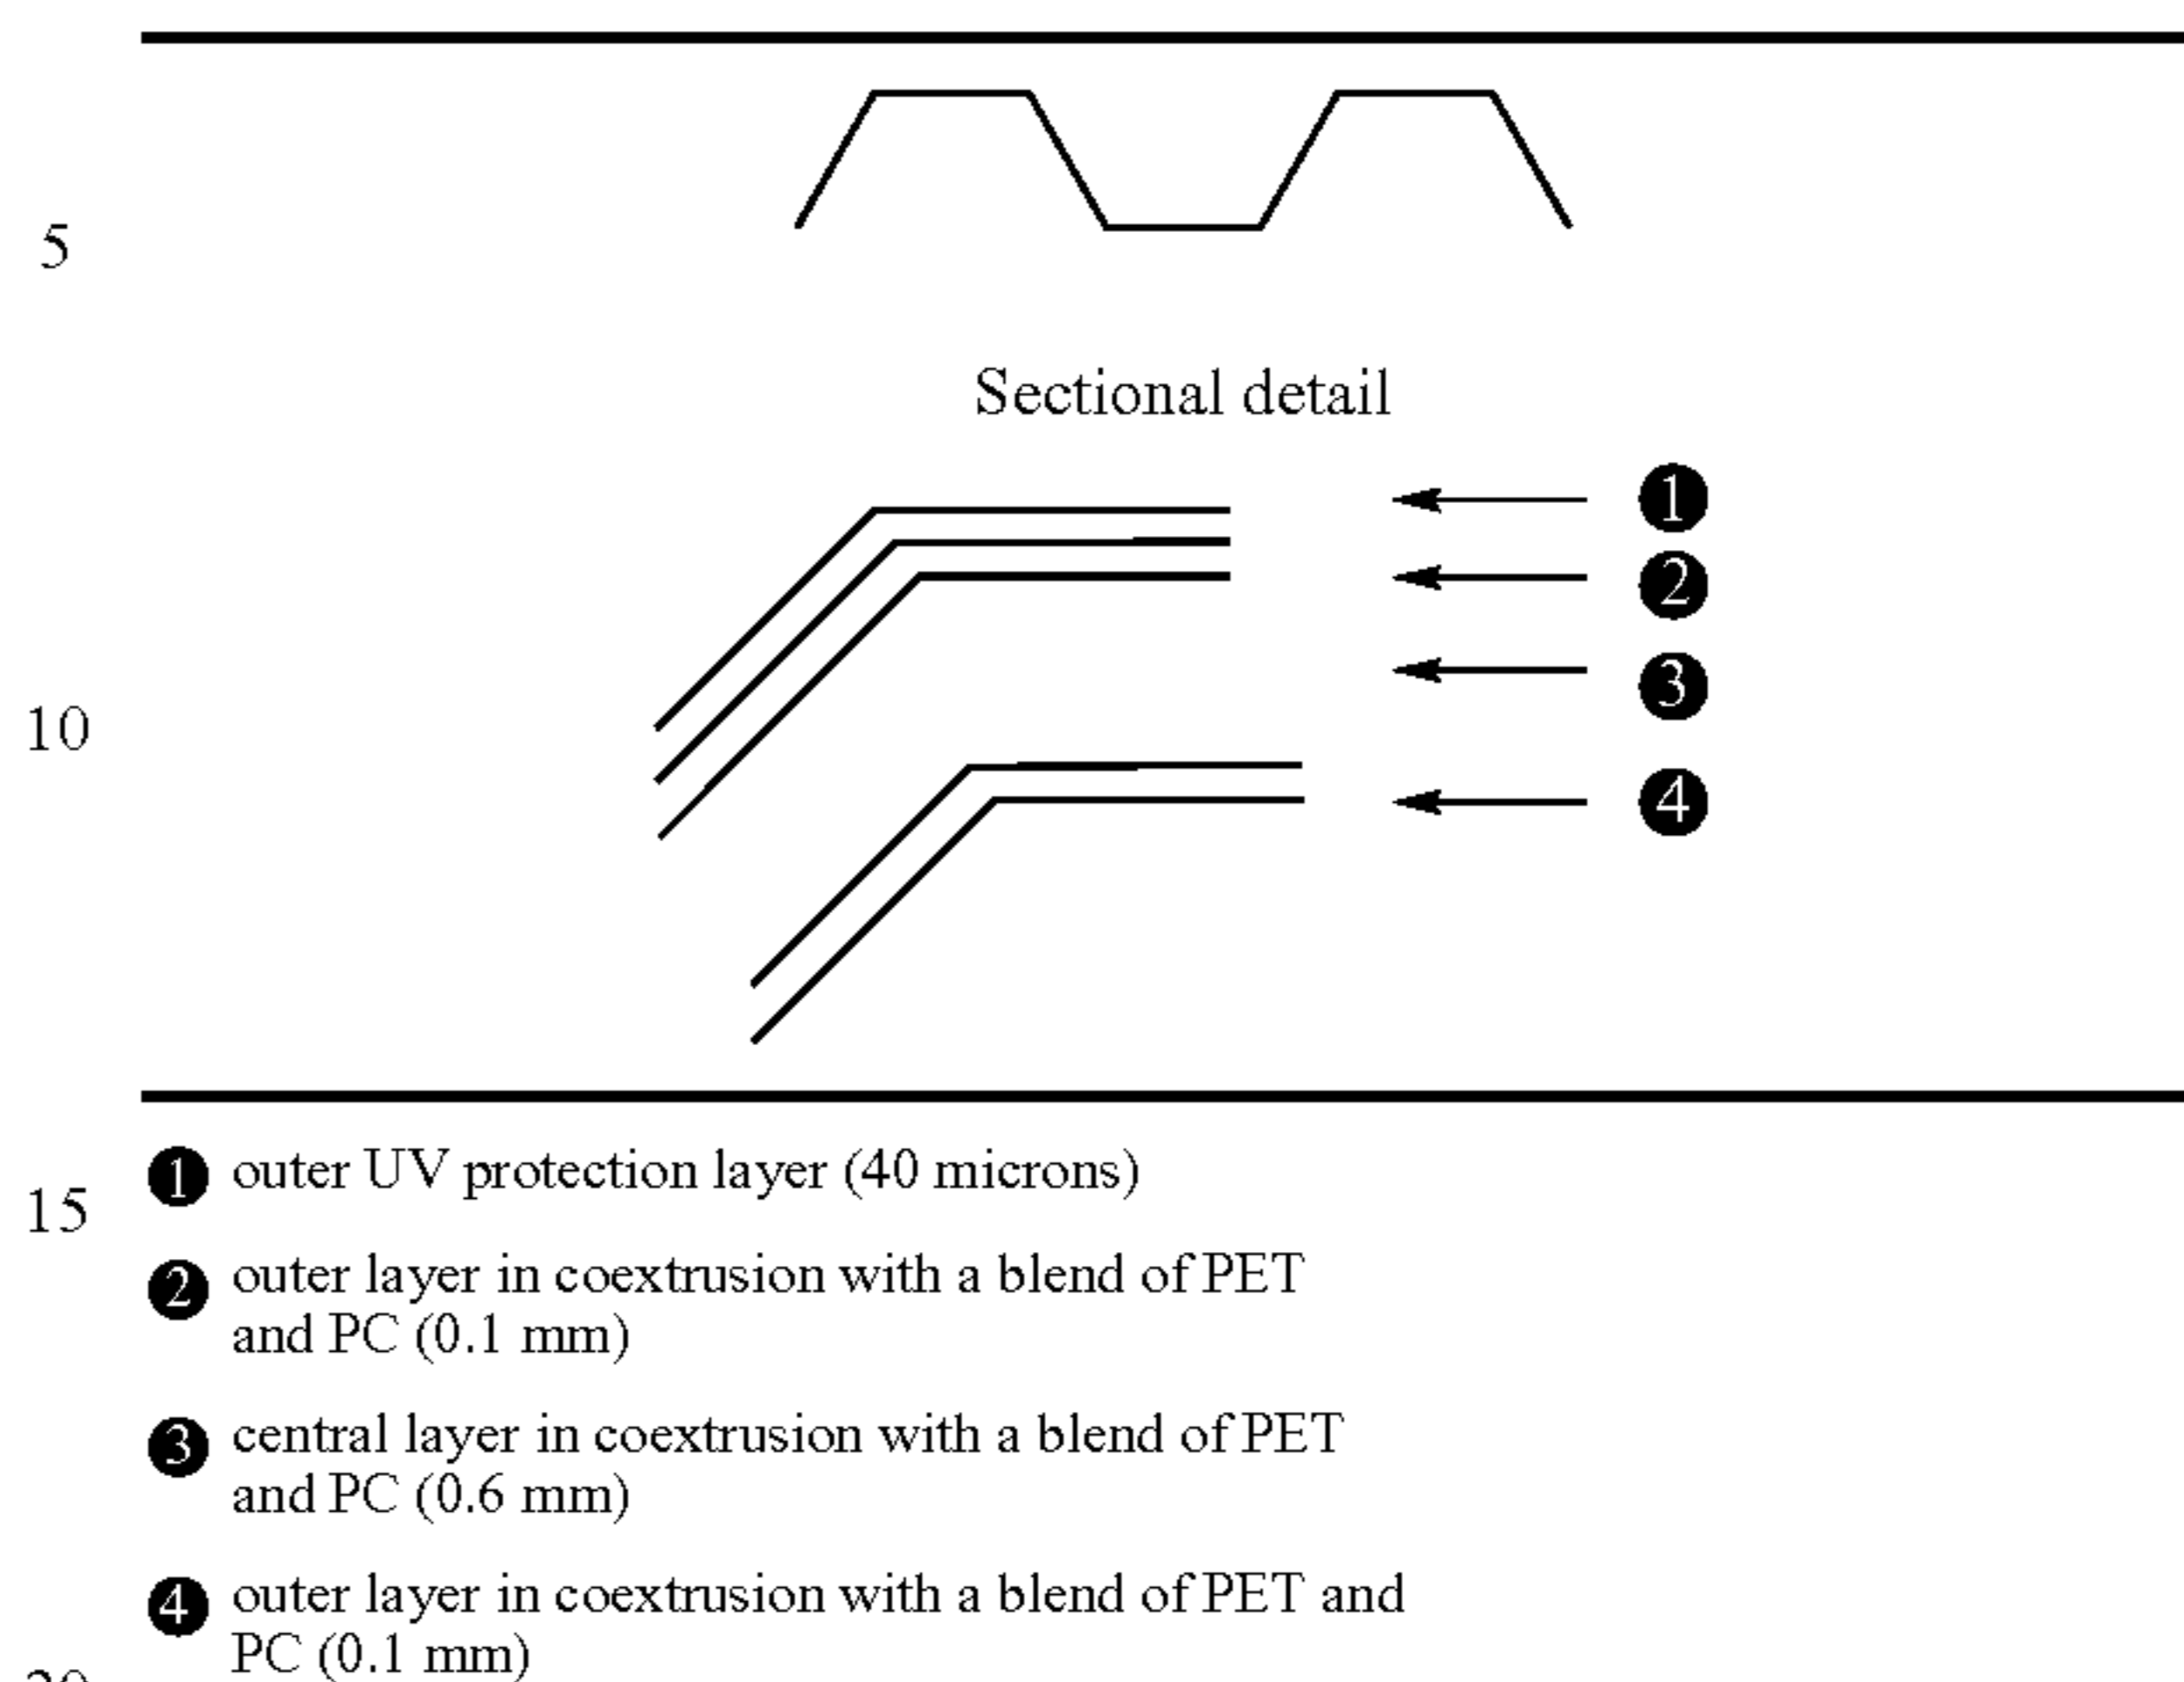 5
Sectional detail
1
2
3
10
4
1 outer UV protection layer (40 microns)
15
2 outer layer in coextrusion with a blend of PET
and PC (0.1 mm)
3 central layer in coextrusion with a blend of PET
and PC (0.6 mm)
4 outer layer in coextrusion with a blend of PET and
PC (0.1 mm)